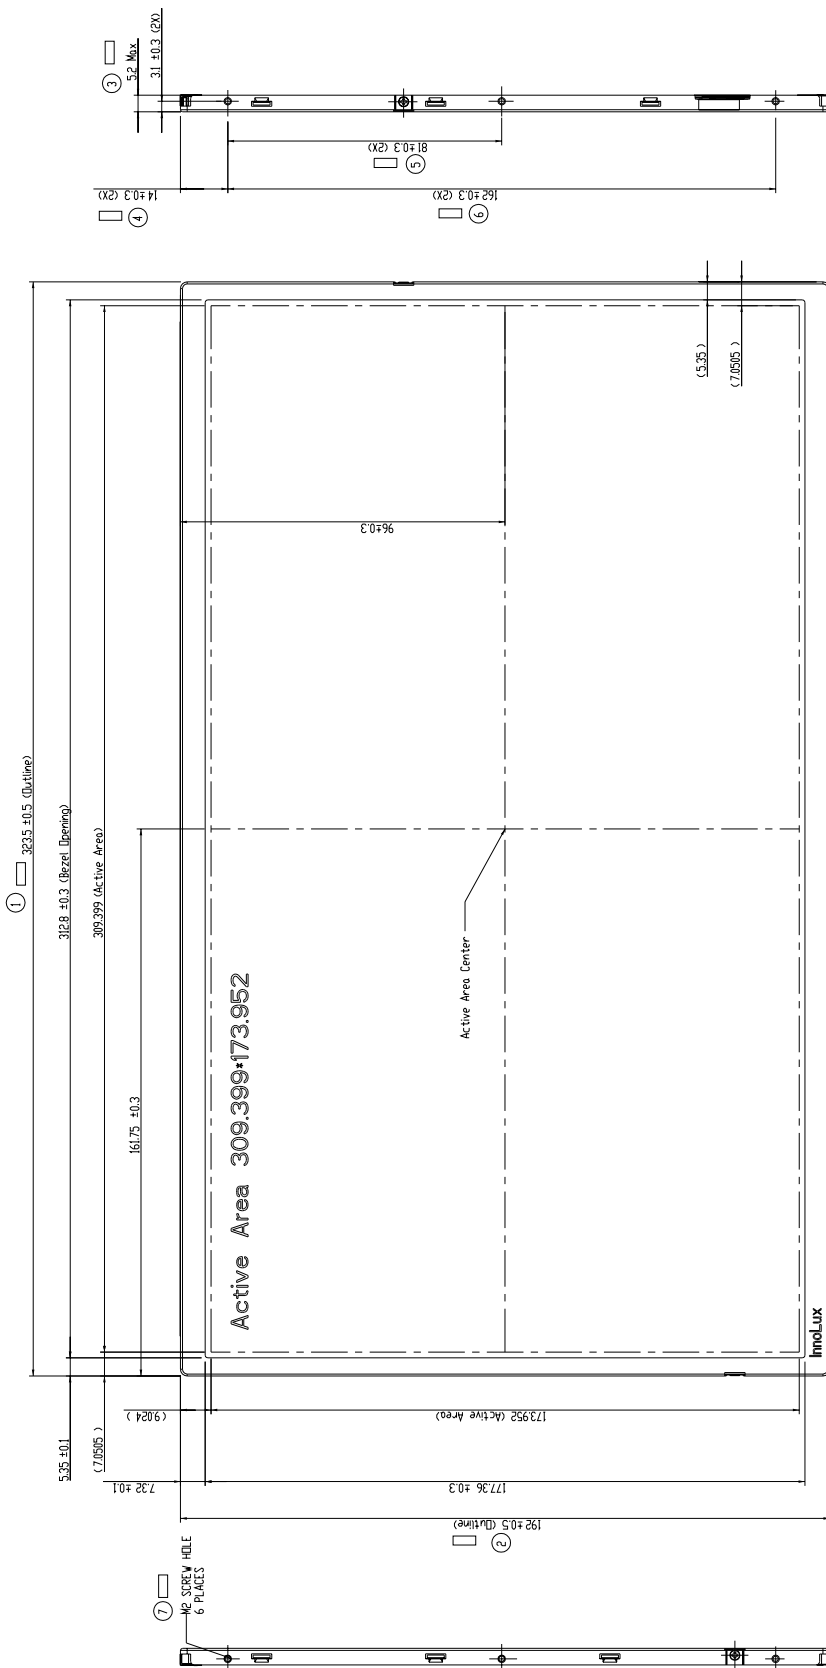 3
5.2 Max
3.1 ±0.3 (2X)
81 ±0.3 (2X)
5
14 ±0.3 (2X)
4
162 ±0.3 (2X)
6
1
323.5 ±0.5 (Outline)
312.8 ±0.3 (Bezel Opening)
309.399 (Active Area)
161.75 ±0.3
96±0.3
(5.35 )
(7.0505 )
Active Area Center
Active Area 309.399*173.952
InnoLux
5.35 ±0.1
(7.0505 )
(9.024 )
7.32 ±0.1
173.952 (Active Area)
177.36 ±0.3
192 ±0.5 (Outline)
2
7
M2 SCREW HOLE
6 PLACES